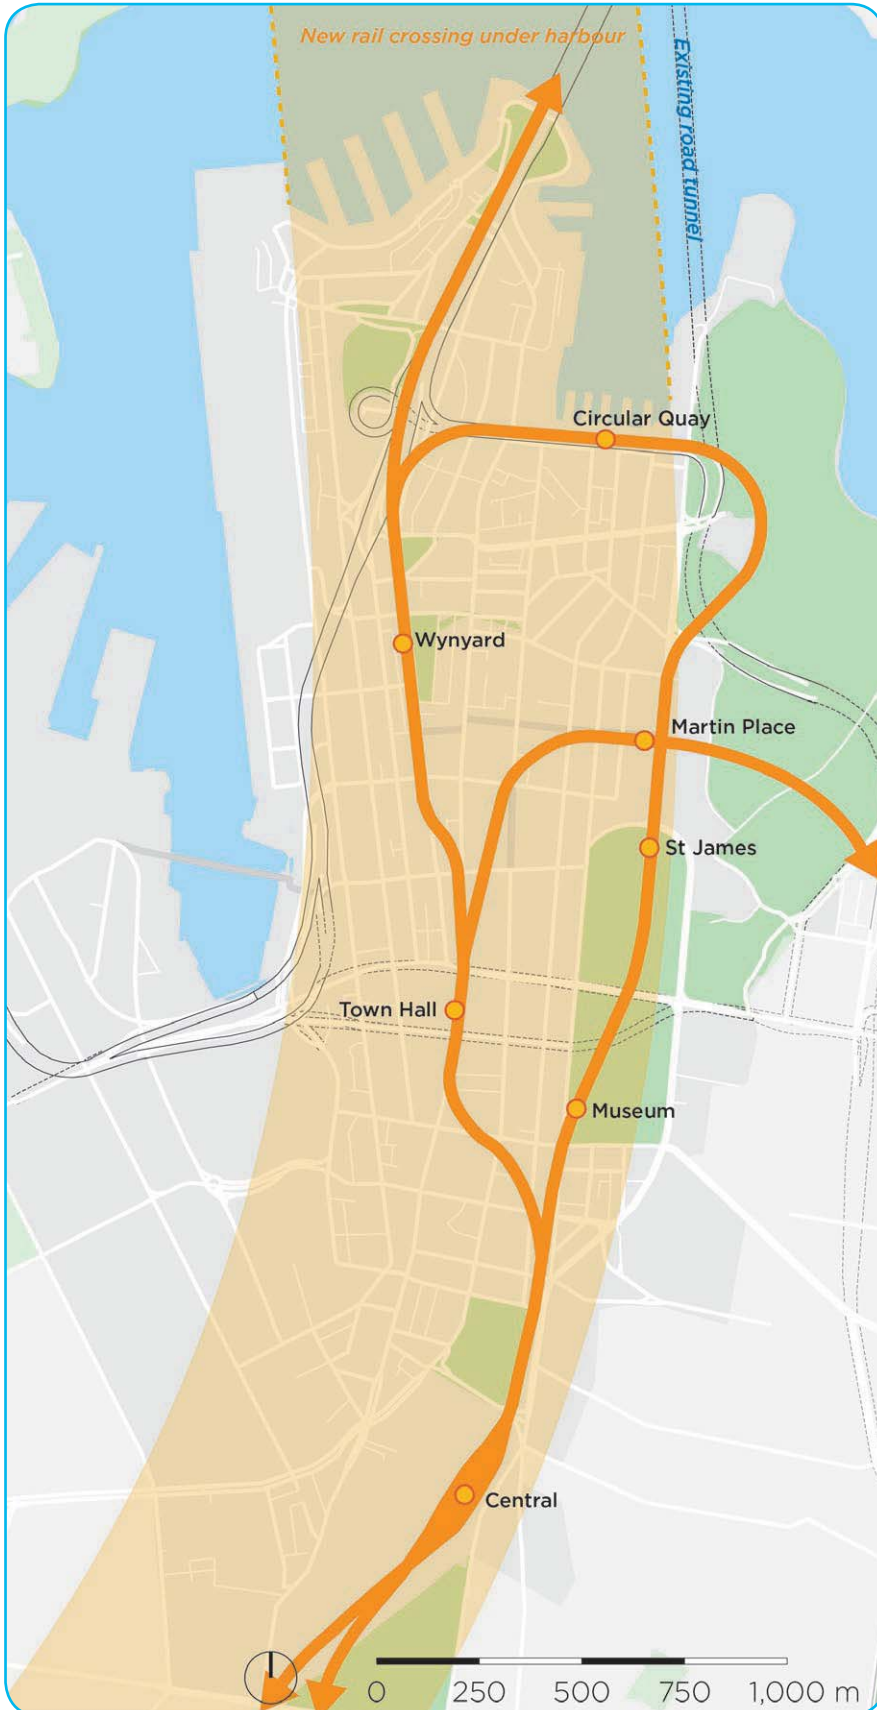 New rail crossing under harbour
Existing road tunnel
Circular Quay
Wynyard
Martin Place
St James
Town Hall
Museum
Central
0 250 500 750 1,000 m